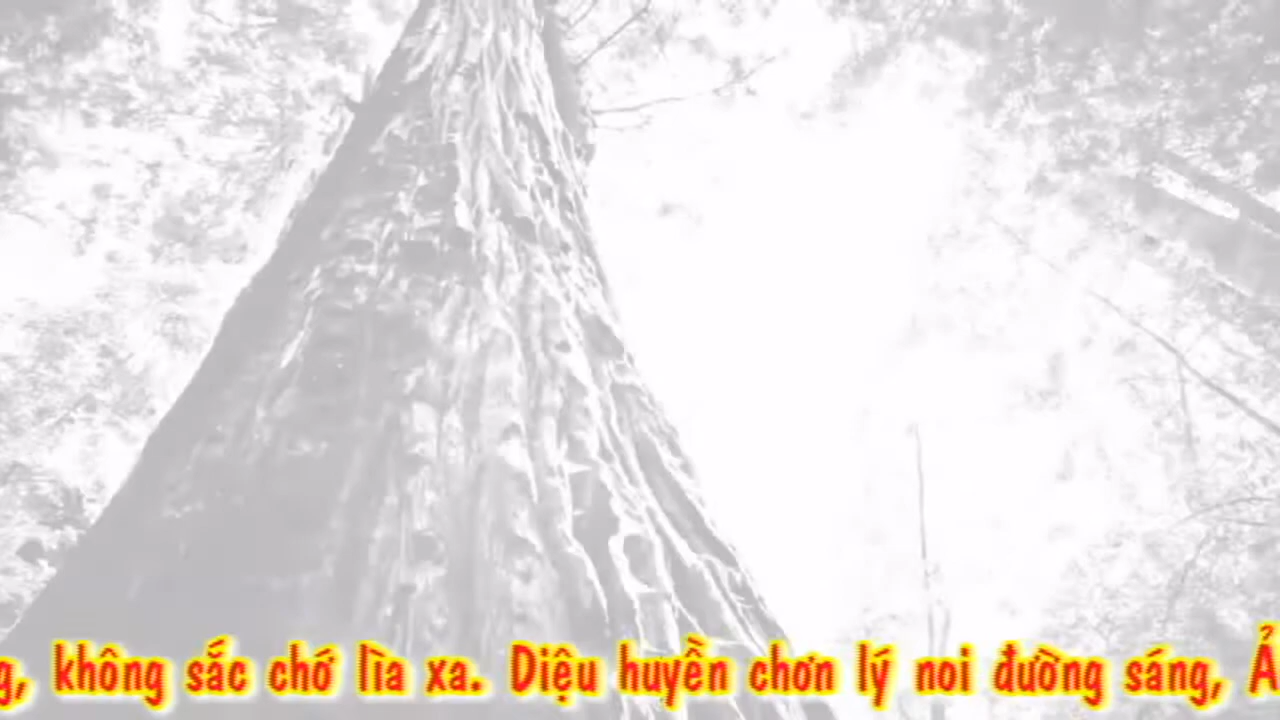 g, không sắc chớ lìa xa. Diệu huyền chơn lý noi đường sáng, Ả